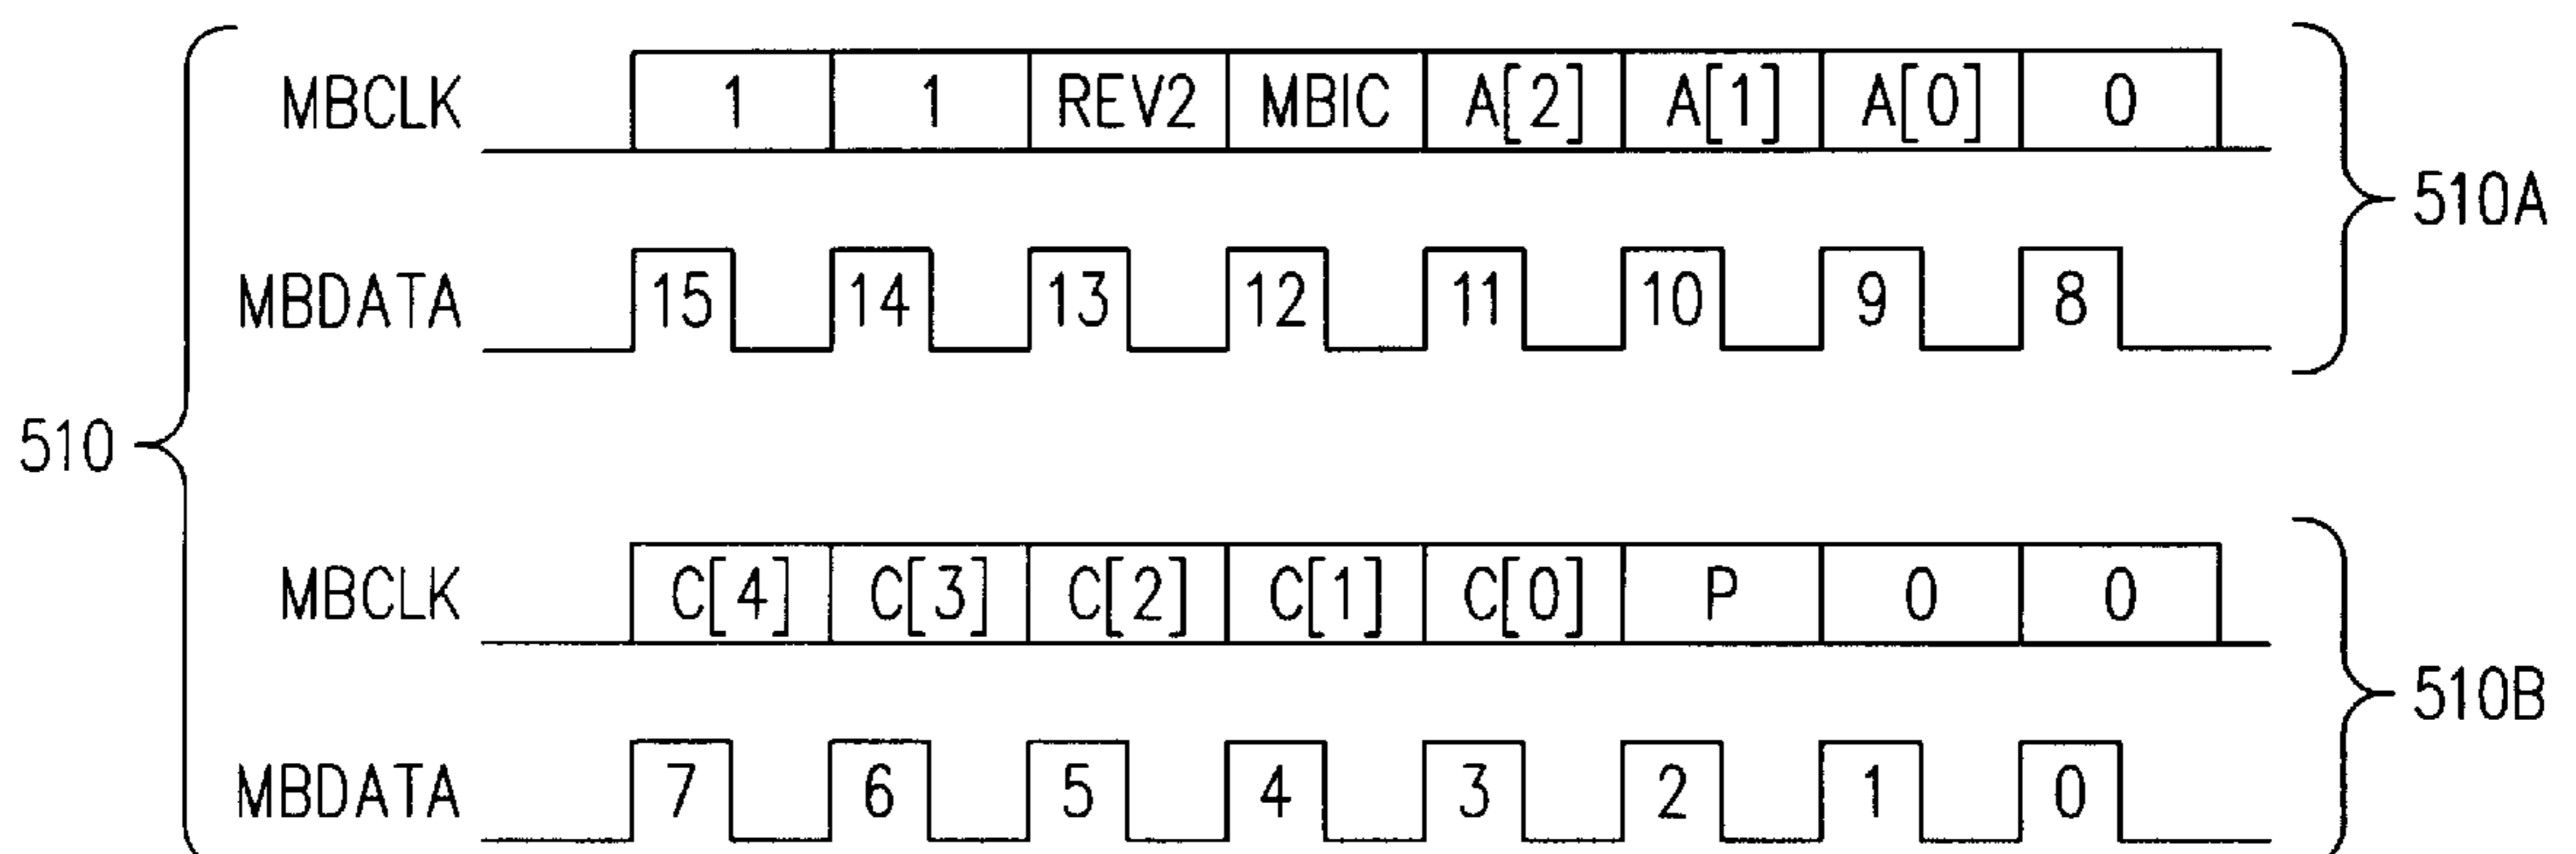 MBCLK 1 1 REV2 MBIC A[2] A[1] A[0] 0
510A
MBDATA 15 14 13 12 11 10 9 8
510
MBCLK C[4] C[3] C[2] C[1] C[0] P 0 0
510B
MBDATA 7 6 5 4 3 2 1 0